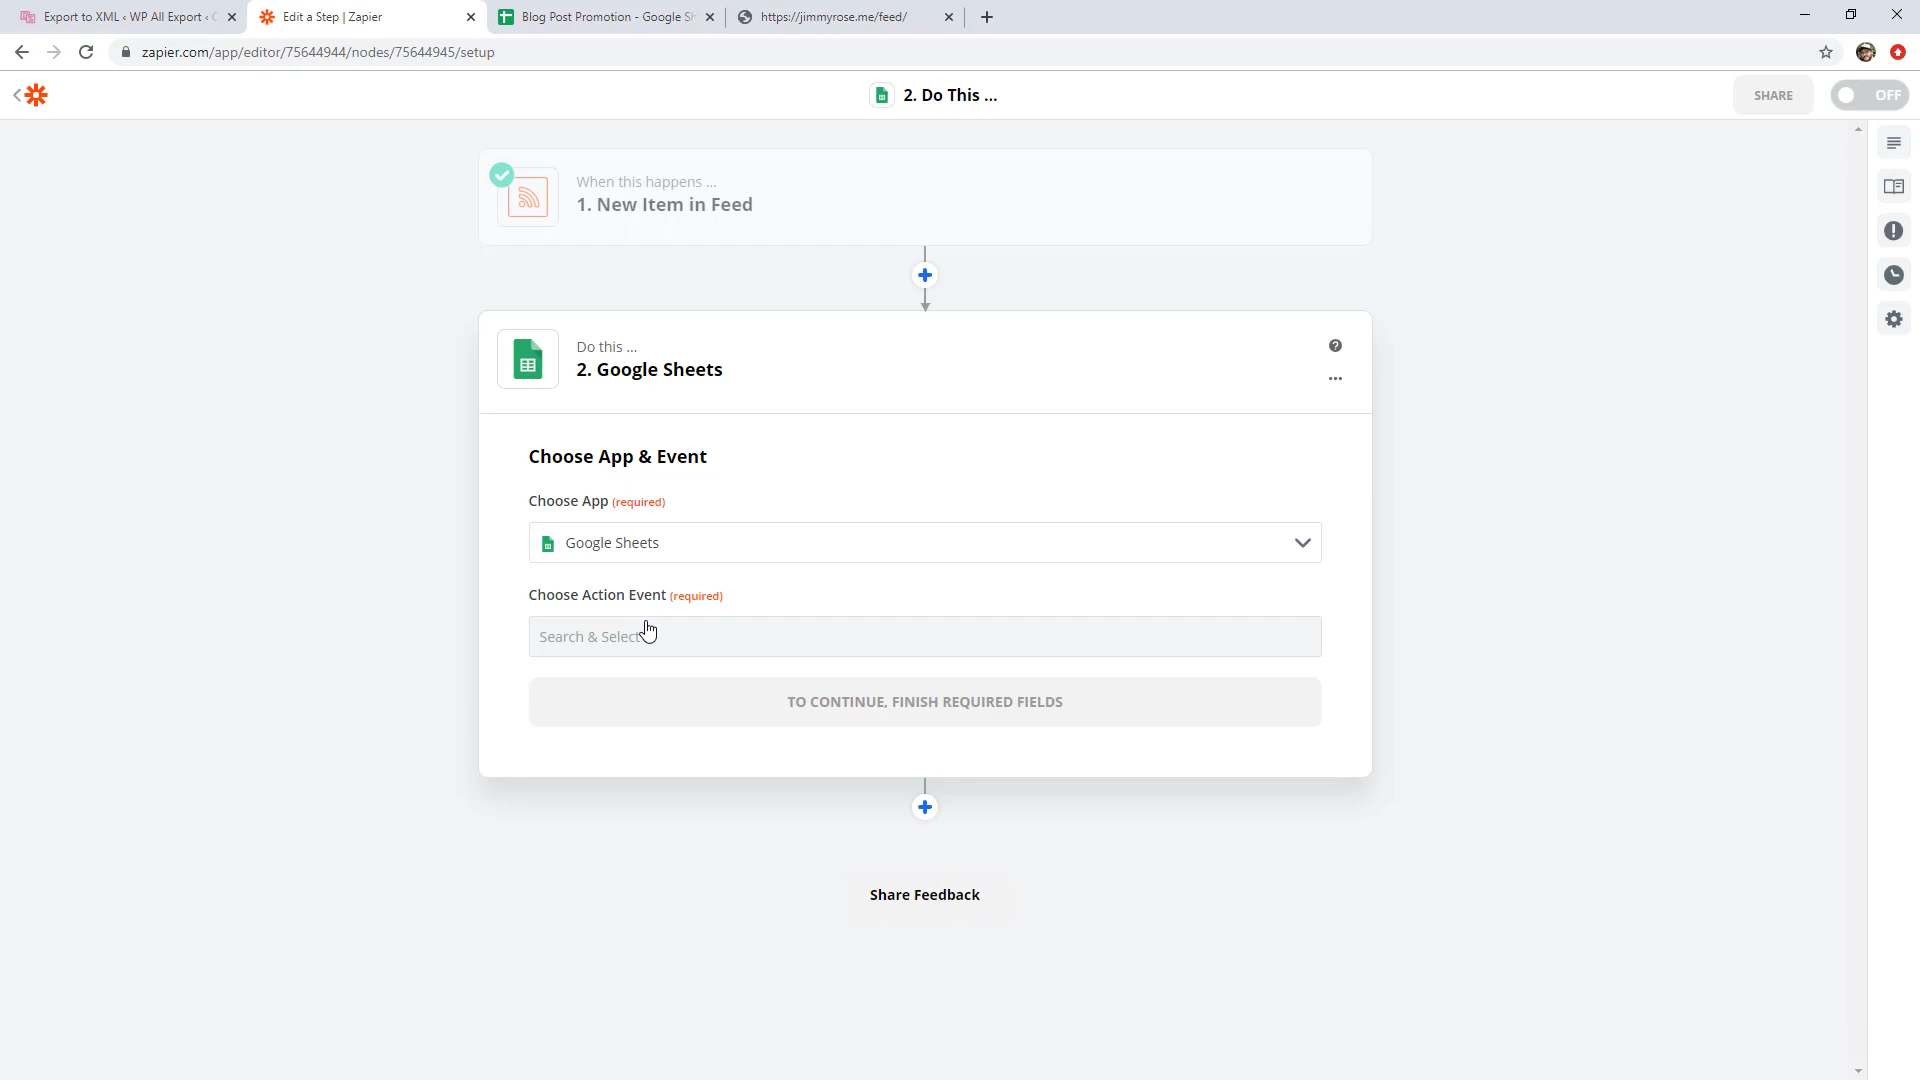 Export to XML ‹ WP All Export ‹
Edit a Step | Zapier
Blog Post Promotion - Google Sh
https://jimmyrose.me/feed/
zapier.com/app/editor/75644944/nodes/75644945/setup
2. Do This ...
SHARE
OFF
When this happens ...
1. New Item in Feed
Do this ...
2. Google Sheets
Choose App & Event
Choose App (required)
Google Sheets
Choose Action Event (required)
Search & Select
TO CONTINUE, FINISH REQUIRED FIELDS
Share Feedback